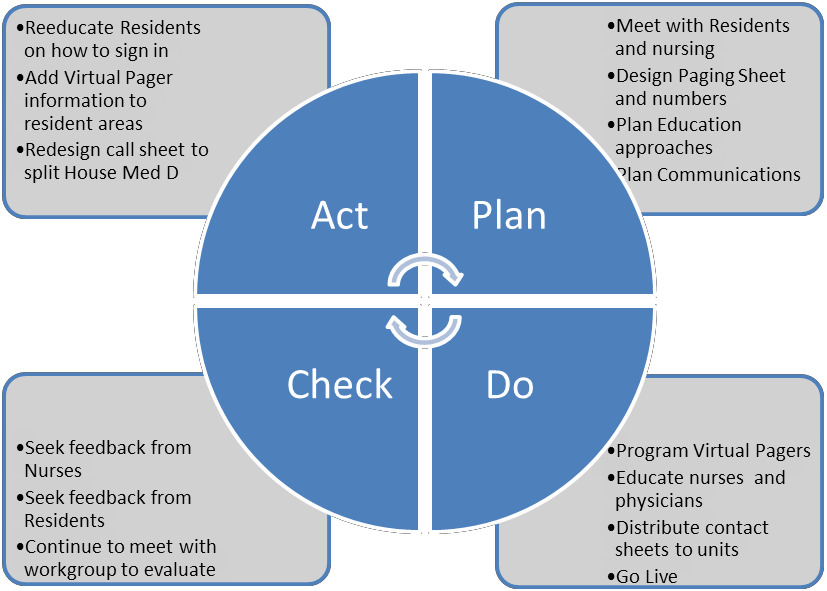 •Reeducate Residents
on how to sign in
•Add Virtual Pager
information to
resident areas
•Redesign call sheet to
split House Med D
•Meet with Residents
and nursing
•Design Paging Sheet
and numbers
•Plan Education
approaches
Plan Communications
Act
Plan
Check
Do
•Seek feedback from
Nurses
•Seek feedback from
Residents
•Continue to meet with
workgroup to evaluate
•Program Virtual Pagers
•Educate nurses and
physicians
•Distribute contact
sheets to units
•Go Live